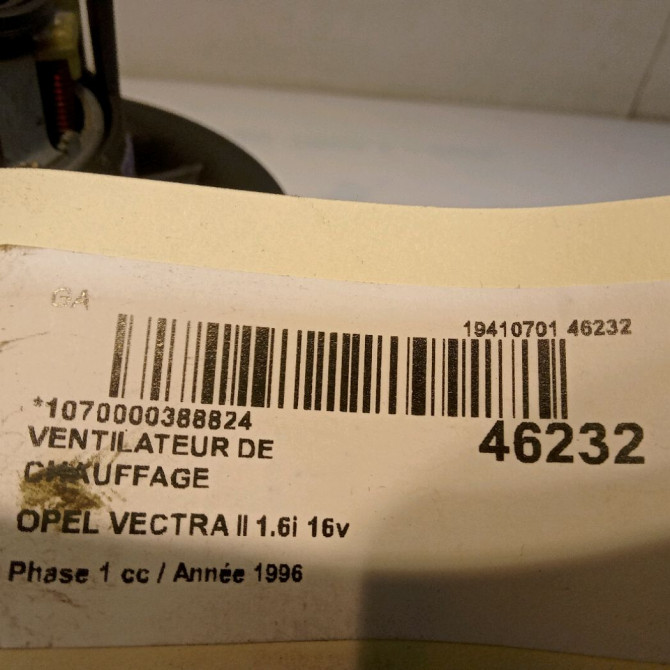 GA
19410701 46232
*1070000388824
46232
VENTILATEUR DE
CHAUFFAGE
OPEL VECTRA II 1.6i 16v
Phase 1 cc / Année 1996